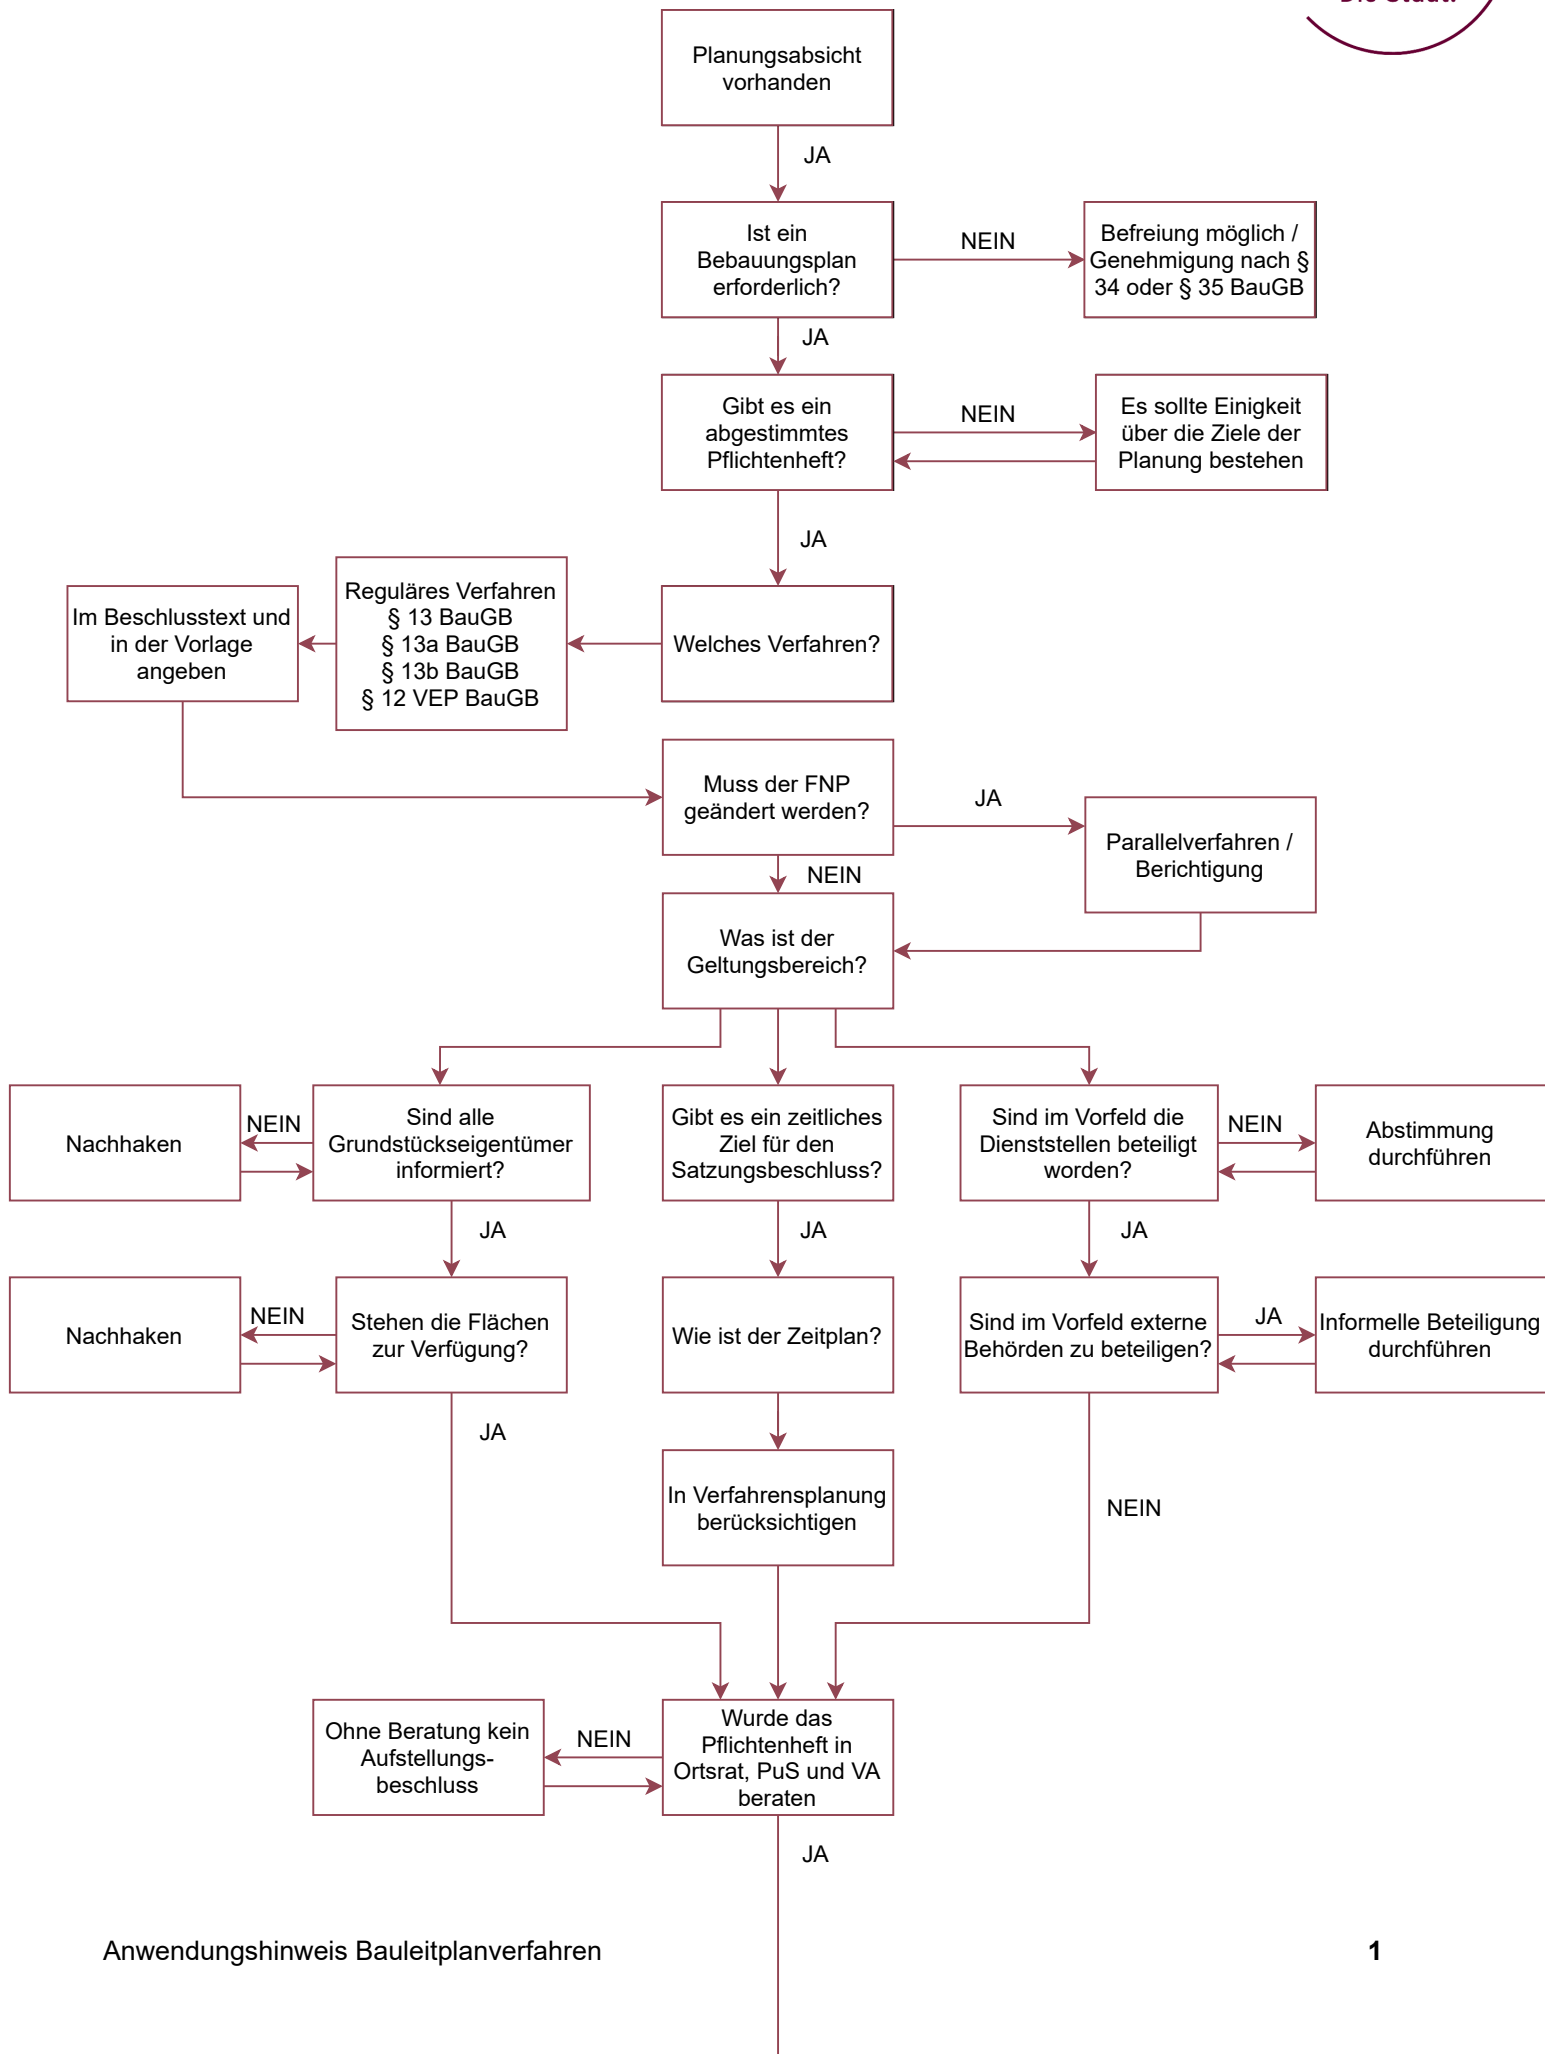 Die Stadt.
Planungsabsicht
vorhanden
JA
Ist ein
Bebauungsplan
erforderlich?
NEIN
Befreiung möglich /
Genehmigung nach §
34 oder § 35 BauGB
JA
Gibt es ein
abgestimmtes
Pflichtenheft?
NEIN
Es sollte Einigkeit
über die Ziele der
Planung bestehen
JA
Welches Verfahren?
Reguläres Verfahren
§ 13 BauGB
§ 13a BauGB
§ 13b BauGB
§ 12 VEP BauGB
Im Beschlusstext und
in der Vorlage
angeben
Muss der FNP
geändert werden?
JA
Parallelverfahren /
Berichtigung
NEIN
Was ist der
Geltungsbereich?
Nachhaken
NEIN
Sind alle
Grundstückseigentümer
informiert?
Gibt es ein zeitliches
Ziel für den
Satzungsbeschluss?
Sind im Vorfeld die
Dienststellen beteiligt
worden?
NEIN
Abstimmung
durchführen
JA
JA
JA
Nachhaken
NEIN
Stehen die Flächen
zur Verfügung?
Wie ist der Zeitplan?
Sind im Vorfeld externe
Behörden zu beteiligen?
JA
Informelle Beteiligung
durchführen
JA
In Verfahrensplanung
berücksichtigen
NEIN
Ohne Beratung kein
Aufstellungs-
beschluss
NEIN
Wurde das
Pflichtenheft in
Ortsrat, PuS und VA
beraten
JA
Anwendungshinweis Bauleitplanverfahren
1